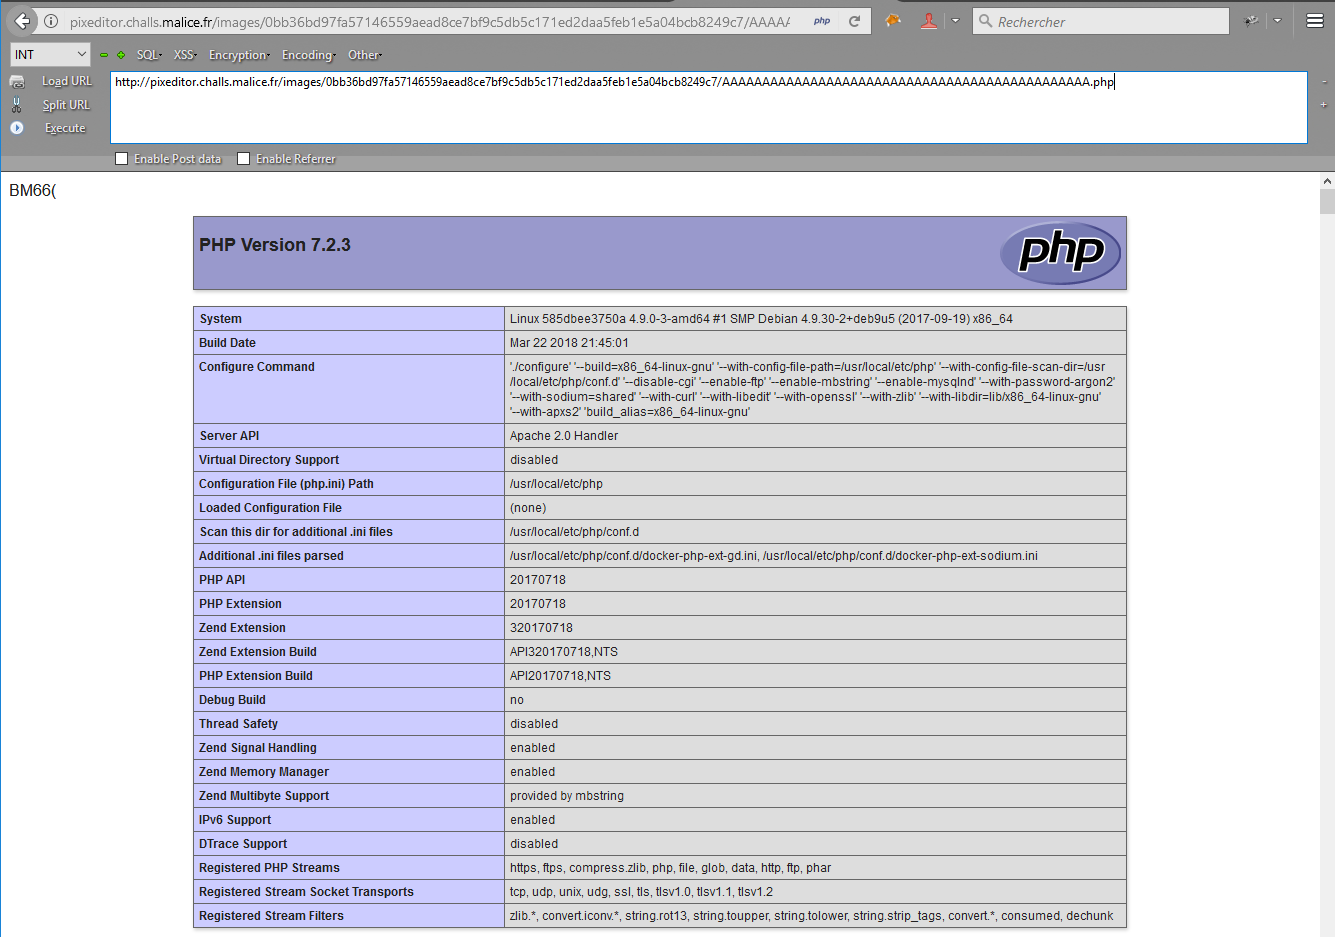 pixeditor.challs.malice.fr/images/0bb36bd97fa57146559aead8ce7bf9c5db5c171ed2daa5feb1e5a04bcb8249c7/AAAAA
php
Rechercher
INT
SQL
XSS
Encryption
Encoding
Other
Load URL
http://pixeditor.challs.malice.fr/images/0bb36bd97fa57146559aead8ce7bf9c5db5c171ed2daa5feb1e5a04bcb8249c7/AAAAAAAAAAAAAAAAAAAAAAAAAAAAAAAAAAAAAAAAAAAAAA.php
Split URL
Execute
Enable Post data
Enable Referrer
BM66(
PHP Version 7.2.3
php
System Linux 585dbee3750a 4.9.0-3-amd64 #1 SMP Debian 4.9.30-2+deb9u5 (2017-09-19) x86_64
Build Date Mar 22 2018 21:45:01
Configure Command './configure' '--build=x86_64-linux-gnu' '--with-config-file-path=/usr/local/etc/php' '--with-config-file-scan-dir=/usr
/local/etc/php/conf.d' '--disable-cgi' '--enable-ftp' '--enable-mbstring' '--enable-mysqlnd' '--with-password-argon2'
'--with-sodium=shared' '--with-curl' '--with-libedit' '--with-openssl' '--with-zlib' '--with-libdir=lib/x86_64-linux-gnu'
'--with-apxs2' 'build_alias=x86_64-linux-gnu'
Server API Apache 2.0 Handler
Virtual Directory Support disabled
Configuration File (php.ini) Path /usr/local/etc/php
Loaded Configuration File (none)
Scan this dir for additional .ini files /usr/local/etc/php/conf.d
Additional .ini files parsed /usr/local/etc/php/conf.d/docker-php-ext-gd.ini, /usr/local/etc/php/conf.d/docker-php-ext-sodium.ini
PHP API 20170718
PHP Extension 20170718
Zend Extension 320170718
Zend Extension Build API320170718,NTS
PHP Extension Build API20170718,NTS
Debug Build no
Thread Safety disabled
Zend Signal Handling enabled
Zend Memory Manager enabled
Zend Multibyte Support provided by mbstring
IPv6 Support enabled
DTrace Support disabled
Registered PHP Streams https, ftps, compress.zlib, php, file, glob, data, http, ftp, phar
Registered Stream Socket Transports tcp, udp, unix, udg, ssl, tls, tlsv1.0, tlsv1.1, tlsv1.2
Registered Stream Filters zlib.*, convert.iconv.*, string.rot13, string.toupper, string.tolower, string.strip_tags, convert.*, consumed, dechunk